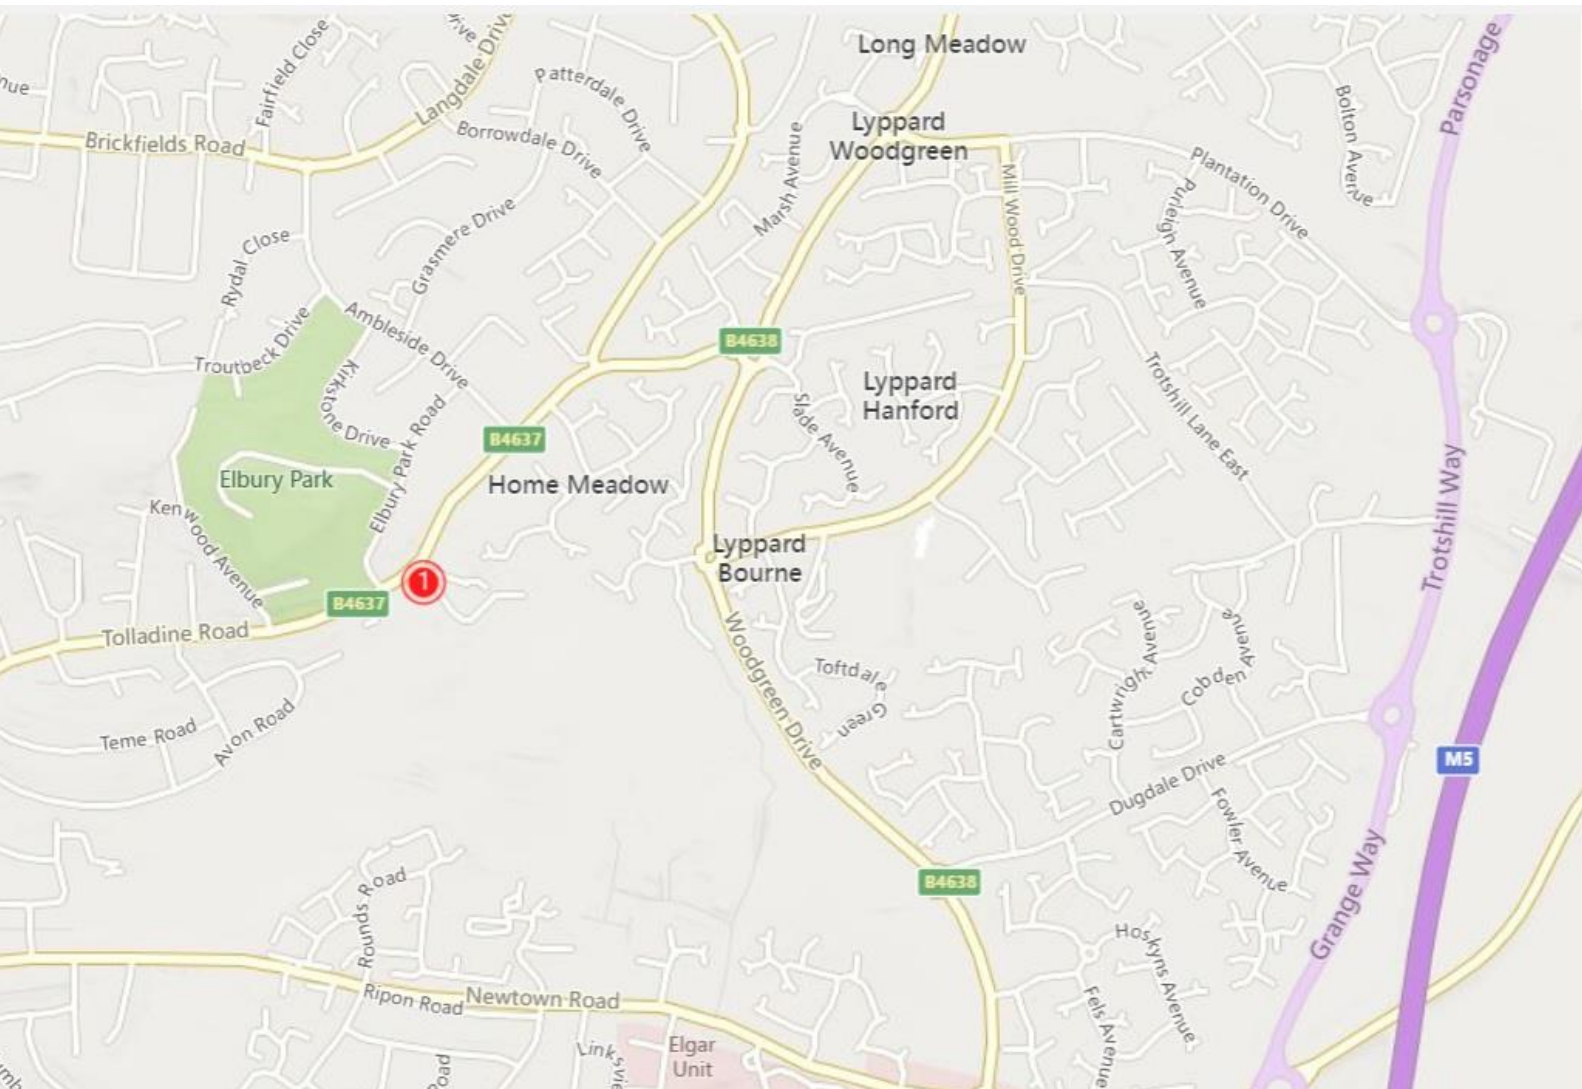 Long Meadow
Fairfield Close
Drive
Langdale Drive
Patterdale Drive
Borrowdale Drive
Brickfields Road
Lyppard
Woodgreen
Marsh Avenue
Mill Wood Drive
Plantation Drive
Purleigh Avenue
Bolton Avenue
Parsonage
Rydal Close
Grasmere Drive
Troutbeck Drive
Ambleside Drive
Kirkstone Drive
B4638
Lyppard
Hanford
Slade Avenue
Trotshill Lane East
B4637
Elbury Park Road
Elbury Park
Home Meadow
Kenwood Avenue
Trotshill Way
Lyppard
Bourne
1
B4637
Tolladine Road
Woodgreen Drive
Toftdale
Green
Cartwright Avenue
Cobden Avenue
Teme Road
Avon Road
M5
Dugdale Drive
Fowler Avenue
B4638
Grange Way
Rounds Road
Hoskyns Avenue
Fels Avenue
Ripon Road
Newtown Road
Elgar
Unit